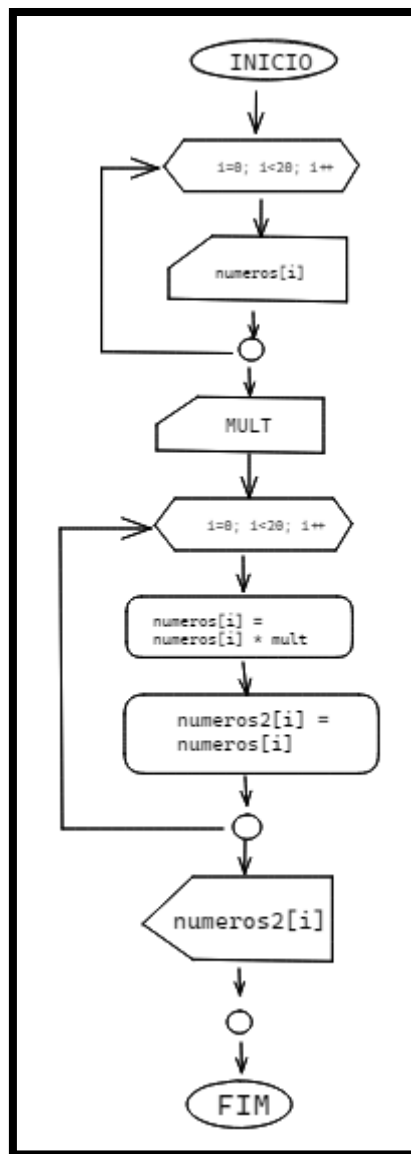 INICIO
i=0; i<20; i++
numeros[i]
MULT
i=0; i<20; i++
numeros[i] =
numeros[i] * mult
numeros2[i] =
numeros[i]
numeros2[i]
FIM